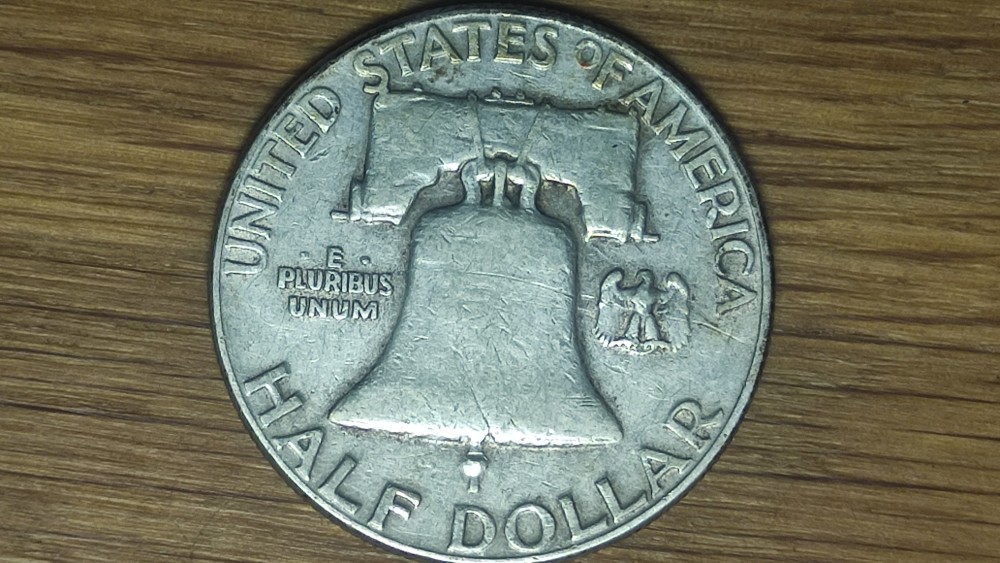 UNITED STATES OF AMERICA
· E ·
PLURIBUS
UNUM
HALF DOLLAR